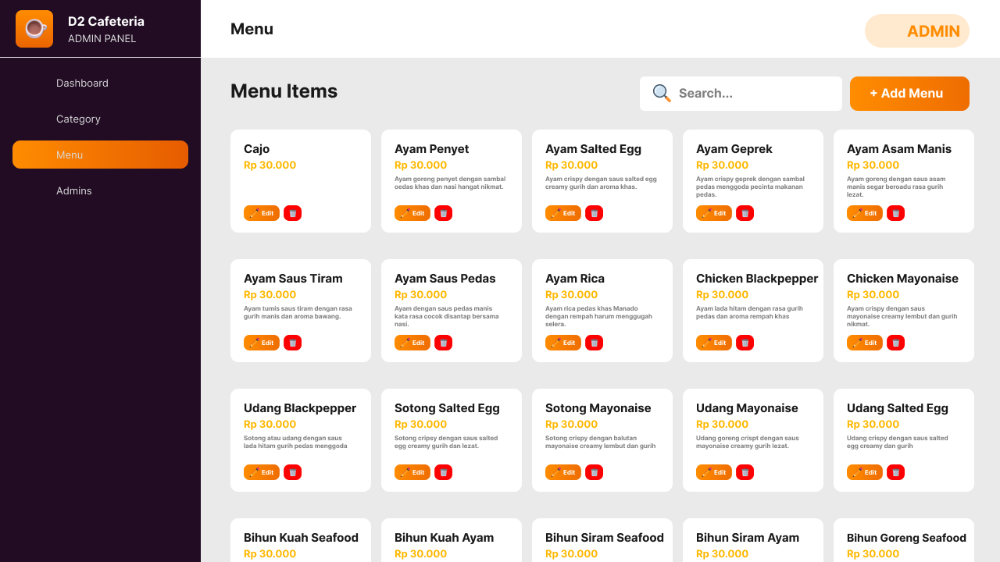 D2 Cafeteria
ADMIN PANEL
Dashboard
Category
Menu
Admins
Menu
ADMIN
Menu Items
Search...
+ Add Menu
Cajo
Rp 30.000
Edit
Ayam Penyet
Rp 30.000
Ayam goreng penyet dengan sambal
oedas khas dan nasi hangat nikmat.
Edit
Ayam Salted Egg
Rp 30.000
Ayam crispy dengan saus salted egg
creamy gurih dan aroma khas.
Edit
Ayam Geprek
Rp 30.000
Ayam crispy geprek dengan sambal
pedas menggoda pecinta makanan
pedas.
Edit
Ayam Asam Manis
Rp 30.000
Ayam goreng dengan saus asam
manis segar beroadu rasa gurih
lezat.
Edit
Ayam Saus Tiram
Rp 30.000
Ayam tumis saus tiram dengan rasa
gurih manis dan aroma bawang.
Edit
Ayam Saus Pedas
Rp 30.000
Ayam dengan saus pedas manis
kata rasa cocok disantap bersama
nasi.
Edit
Ayam Rica
Rp 30.000
Ayam rica pedas khas Manado
dengan rempah harum menggugah
selera.
Edit
Chicken Blackpepper
Rp 30.000
Ayam lada hitam dengan rasa gurih
pedas dan aroma rempah khas
Edit
Chicken Mayonaise
Rp 30.000
Ayam crispy dengan saus
mayonaise creamy lembut dan gurih
nikmat.
Edit
Udang Blackpepper
Rp 30.000
Sotong atau udang dengan saus
lada hitam gurih pedas menggoda
Edit
Sotong Salted Egg
Rp 30.000
Sotong cripsy dengan saus salted
egg creamy gurih dan lezat.
Edit
Sotong Mayonaise
Rp 30.000
Sotong crispy dengan balutan
mayonaise creamy lembut dan gurih
Edit
Udang Mayonaise
Rp 30.000
Udang goreng crispt dengan saus
mayonaise creamy gurih lezat.
Edit
Udang Salted Egg
Rp 30.000
Udang crispy dengan saus salted
egg creamy dan gurih
Edit
Bihun Kuah Seafood
Rp 30.000
Bihun Kuah Ayam
Rp 30.000
Bihun Siram Seafood
Rp 30.000
Bihun Siram Ayam
Rp 30.000
Bihun Goreng Seafood
Rp 30.000